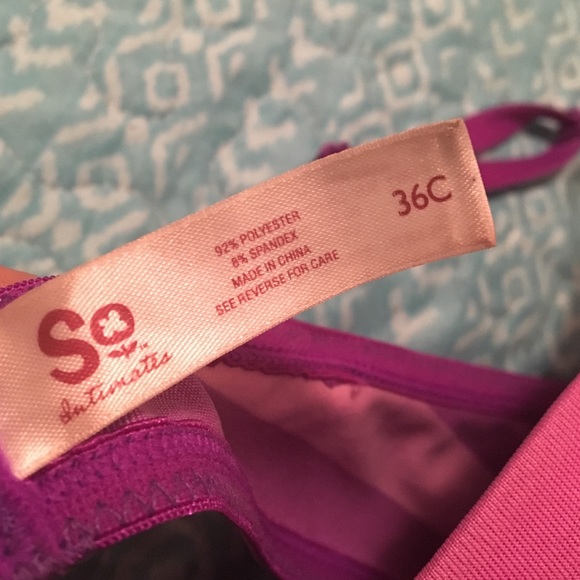 So
Intimates
92% POLYESTER
8% SPANDEX
MADE IN CHINA
SEE REVERSE FOR CARE
36C